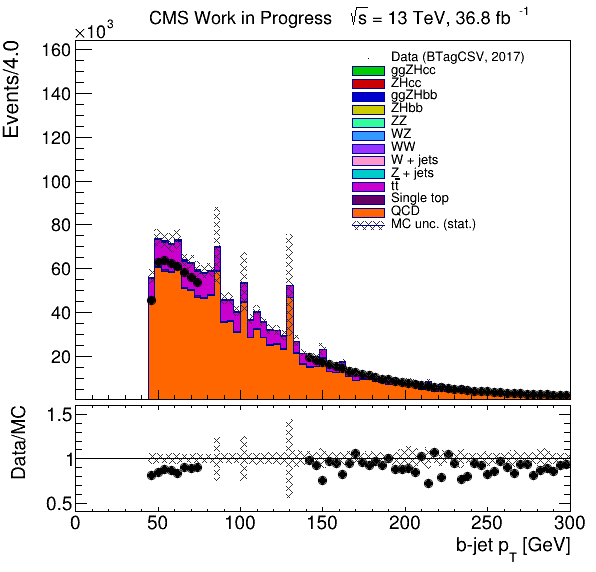 CMS Work in Progress √s = 13 TeV, 36.8 fb⁻¹
×10³
Events/4.0
160
140
120
100
80
60
40
20
Data (BTagCSV, 2017)
ggZHcc
ZHcc
ggZHbb
ZHbb
ZZ
WZ
WW
W + jets
Z + jets
tt̄
Single top
QCD
MC unc. (stat.)
Data/MC
1.5
1
0.5
0 50 100 150 200 250 300
b-jet p_T [GeV]